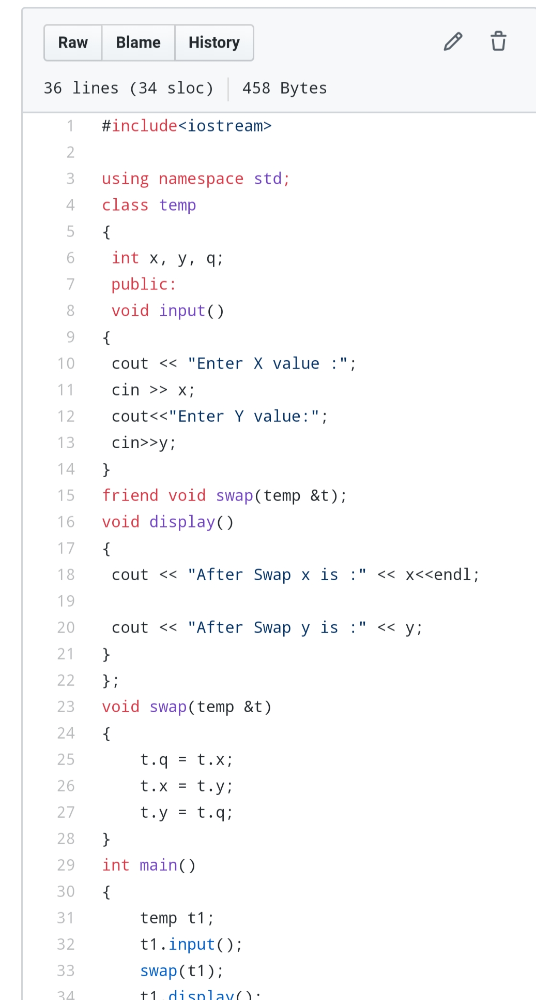 Raw Blame History
36 lines (34 sloc) 458 Bytes
1 #include<iostream>
2
3 using namespace std;
4 class temp
5 {
6  int x, y, q;
7  public:
8  void input()
9 {
10  cout << "Enter X value :";
11  cin >> x;
12  cout<<"Enter Y value:";
13  cin>>y;
14 }
15 friend void swap(temp &t);
16 void display()
17 {
18  cout << "After Swap x is :" << x<<endl;
19
20  cout << "After Swap y is :" << y;
21 }
22 };
23 void swap(temp &t)
24 {
25     t.q = t.x;
26     t.x = t.y;
27     t.y = t.q;
28 }
29 int main()
30 {
31     temp t1;
32     t1.input();
33     swap(t1);
34     t1.display();